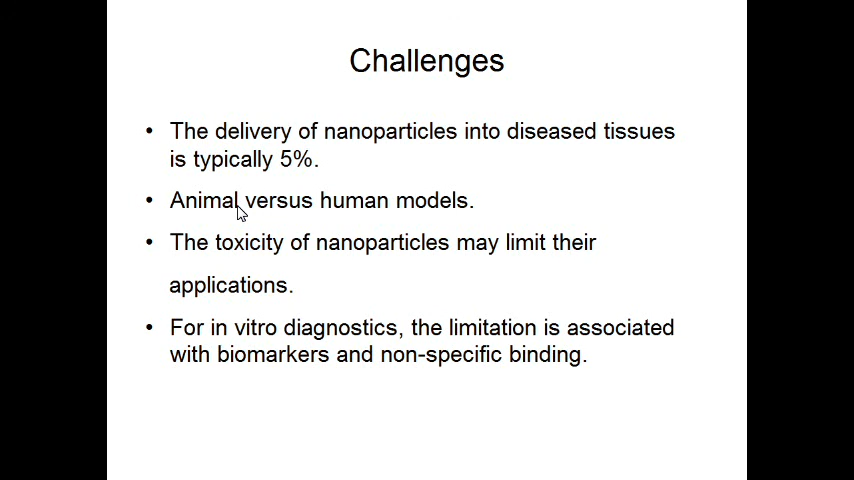 Challenges
• The delivery of nanoparticles into diseased tissues
is typically 5%.
• Animal versus human models.
• The toxicity of nanoparticles may limit their
applications.
• For in vitro diagnostics, the limitation is associated
with biomarkers and non-specific binding.